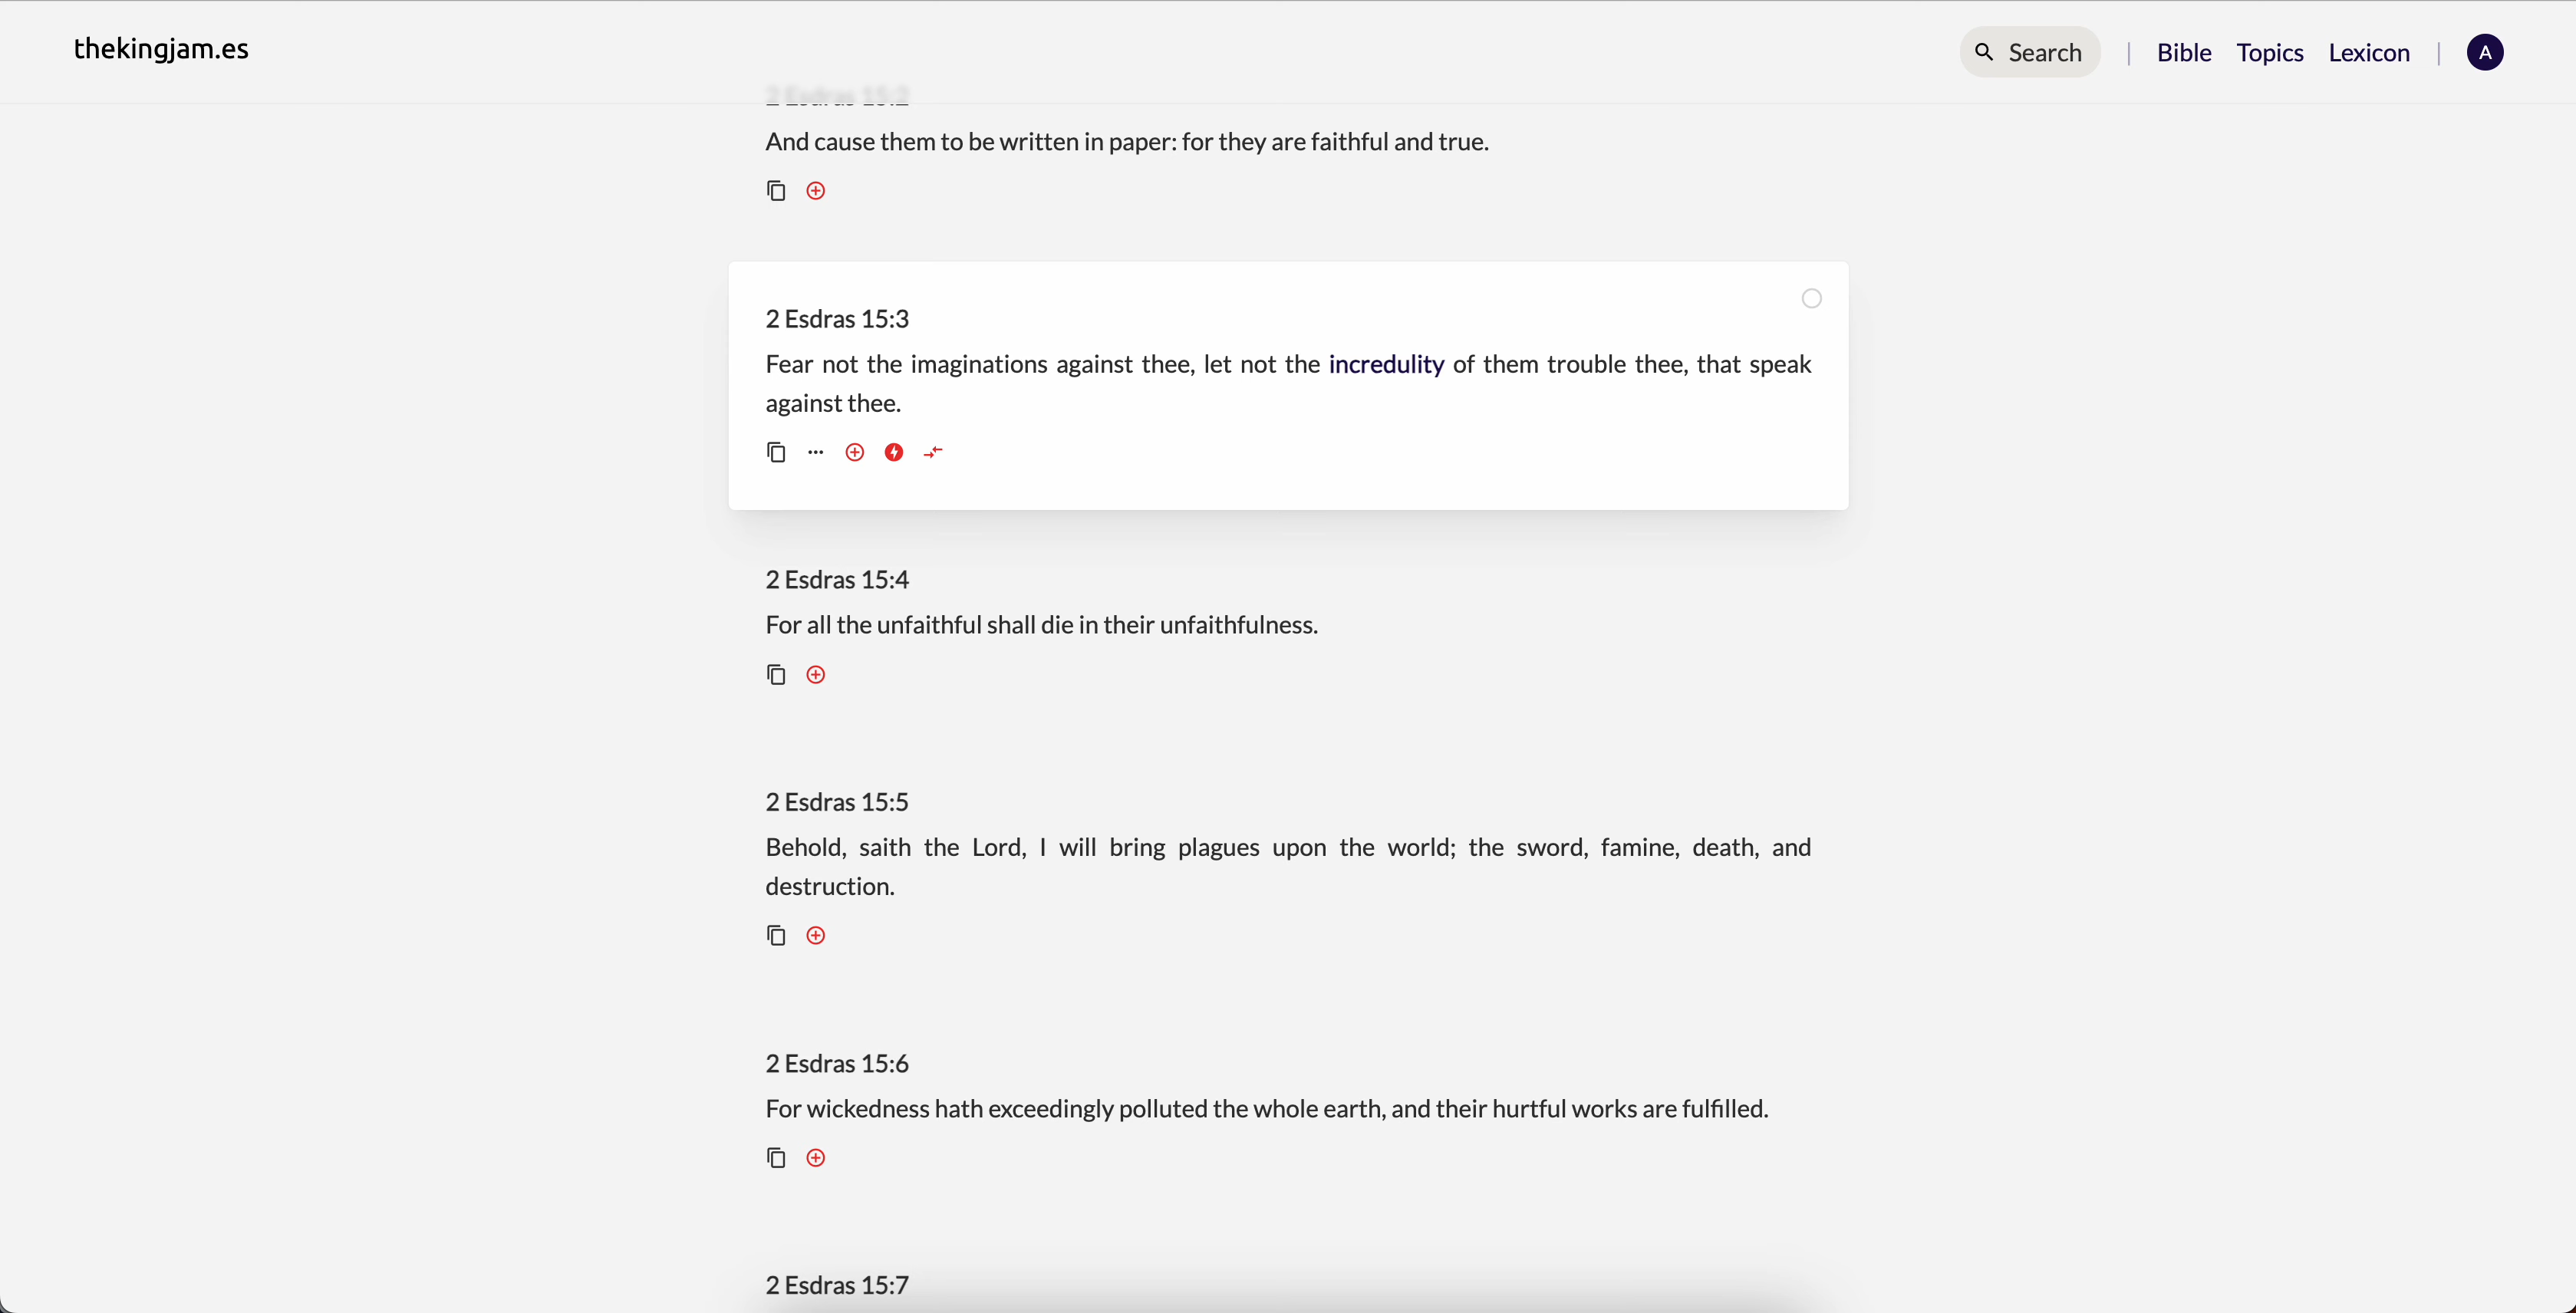 thekingjam.es
Search | Bible Topics Lexicon | A
2 Esdras 15:2
And cause them to be written in paper: for they are faithful and true.
2 Esdras 15:3
Fear not the imaginations against thee, let not the incredulity of them trouble thee, that speak
against thee.
2 Esdras 15:4
For all the unfaithful shall die in their unfaithfulness.
2 Esdras 15:5
Behold, saith the Lord, I will bring plagues upon the world; the sword, famine, death, and
destruction.
2 Esdras 15:6
For wickedness hath exceedingly polluted the whole earth, and their hurtful works are fulfilled.
2 Esdras 15:7